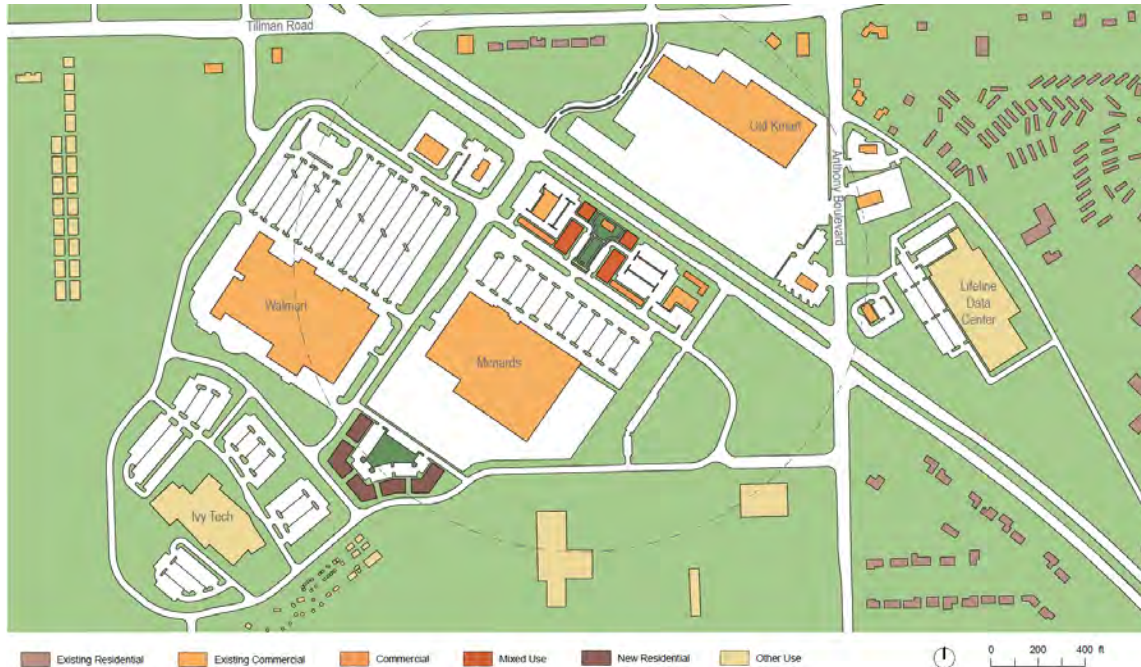 Tillman Road
Old Kmart
Anthony Boulevard
Walmart
Lifeline
Data
Center
Menards
Ivy Tech
Existing Residential
Existing Commercial
Commercial
Mixed Use
New Residential
Other Use
0 200 400 ft